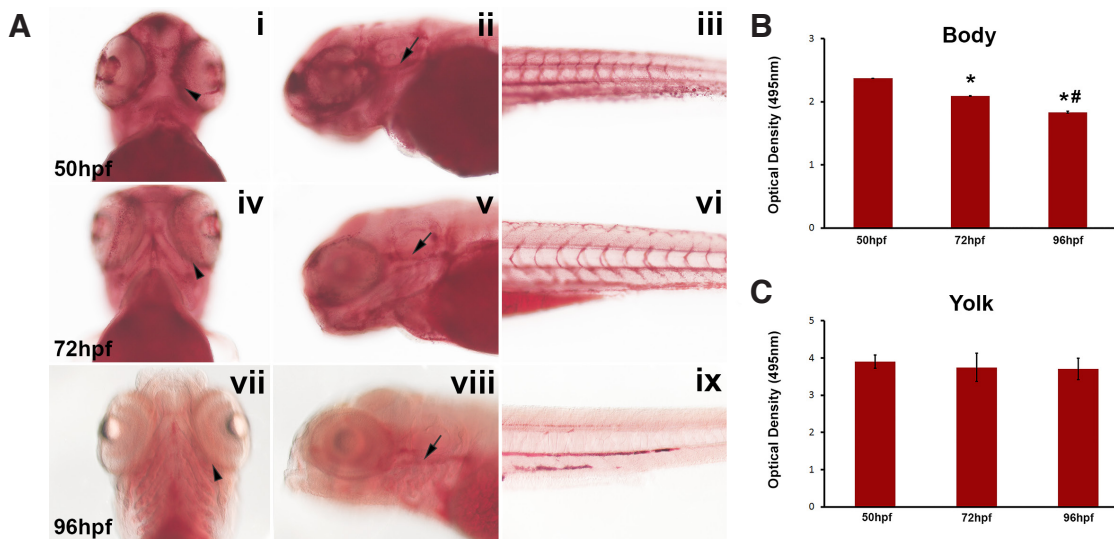 A
i
ii
iii
50hpf
iv
v
vi
72hpf
vii
viii
ix
96hpf
B
Body
Optical Density (495nm)
3
2
1
0
*
*#
50hpf
72hpf
96hpf
C
Yolk
Optical Density (495nm)
5
4
3
2
1
0
50hpf
72hpf
96hpf